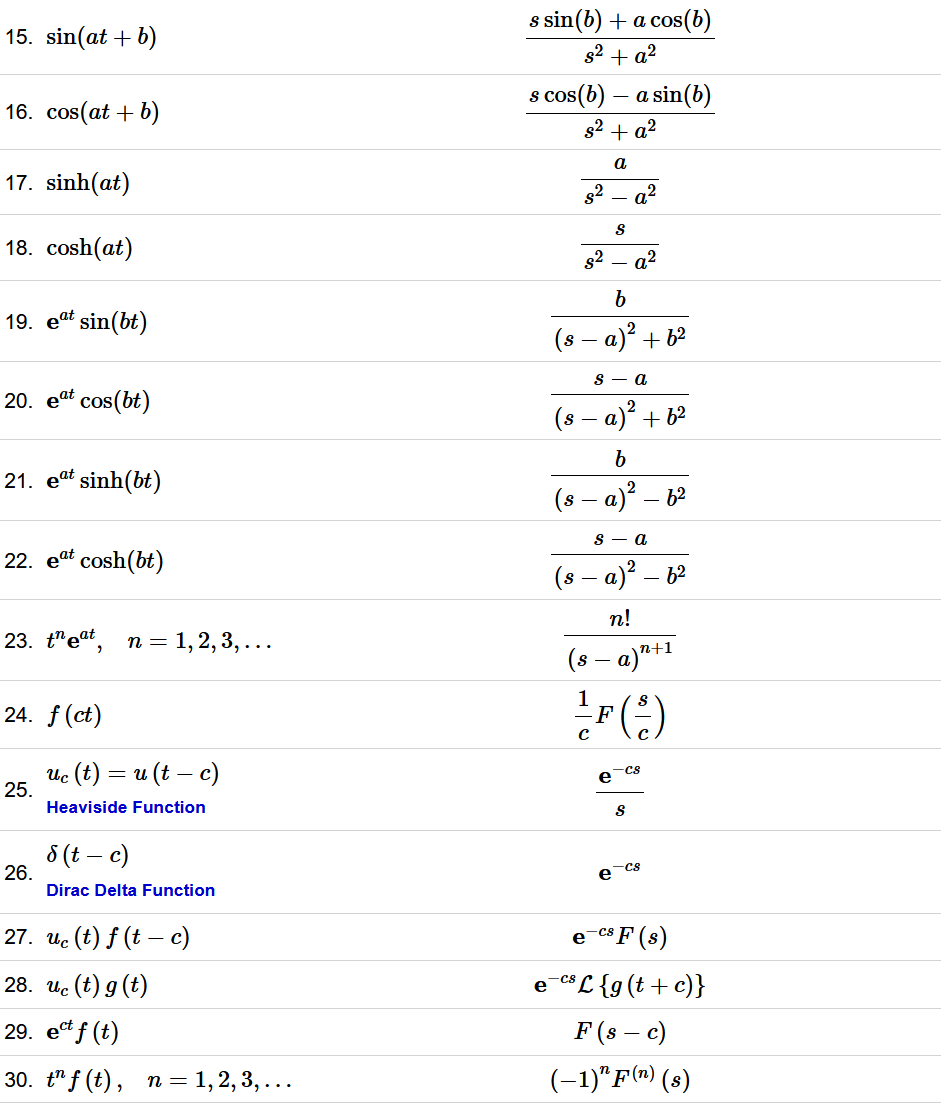 15. sin(at + b) (s sin(b) + a cos(b))/(s² + a²)
16. cos(at + b) (s cos(b) − a sin(b))/(s² + a²)
17. sinh(at) a/(s² − a²)
18. cosh(at) s/(s² − a²)
19. e^{at} sin(bt) b/((s − a)² + b²)
20. e^{at} cos(bt) (s − a)/((s − a)² + b²)
21. e^{at} sinh(bt) b/((s − a)² − b²)
22. e^{at} cosh(bt) (s − a)/((s − a)² − b²)
23. tⁿe^{at}, n = 1, 2, 3, … n!/(s − a)^{n+1}
24. f(ct) (1/c)F(s/c)
25. u_c(t) = u(t − c) e^{−cs}/s
Heaviside Function
26. δ(t − c) e^{−cs}
Dirac Delta Function
27. u_c(t) f(t − c) e^{−cs}F(s)
28. u_c(t) g(t) e^{−cs}ℒ{g(t + c)}
29. e^{ct} f(t) F(s − c)
30. tⁿ f(t), n = 1, 2, 3, … (−1)ⁿF^{(n)}(s)